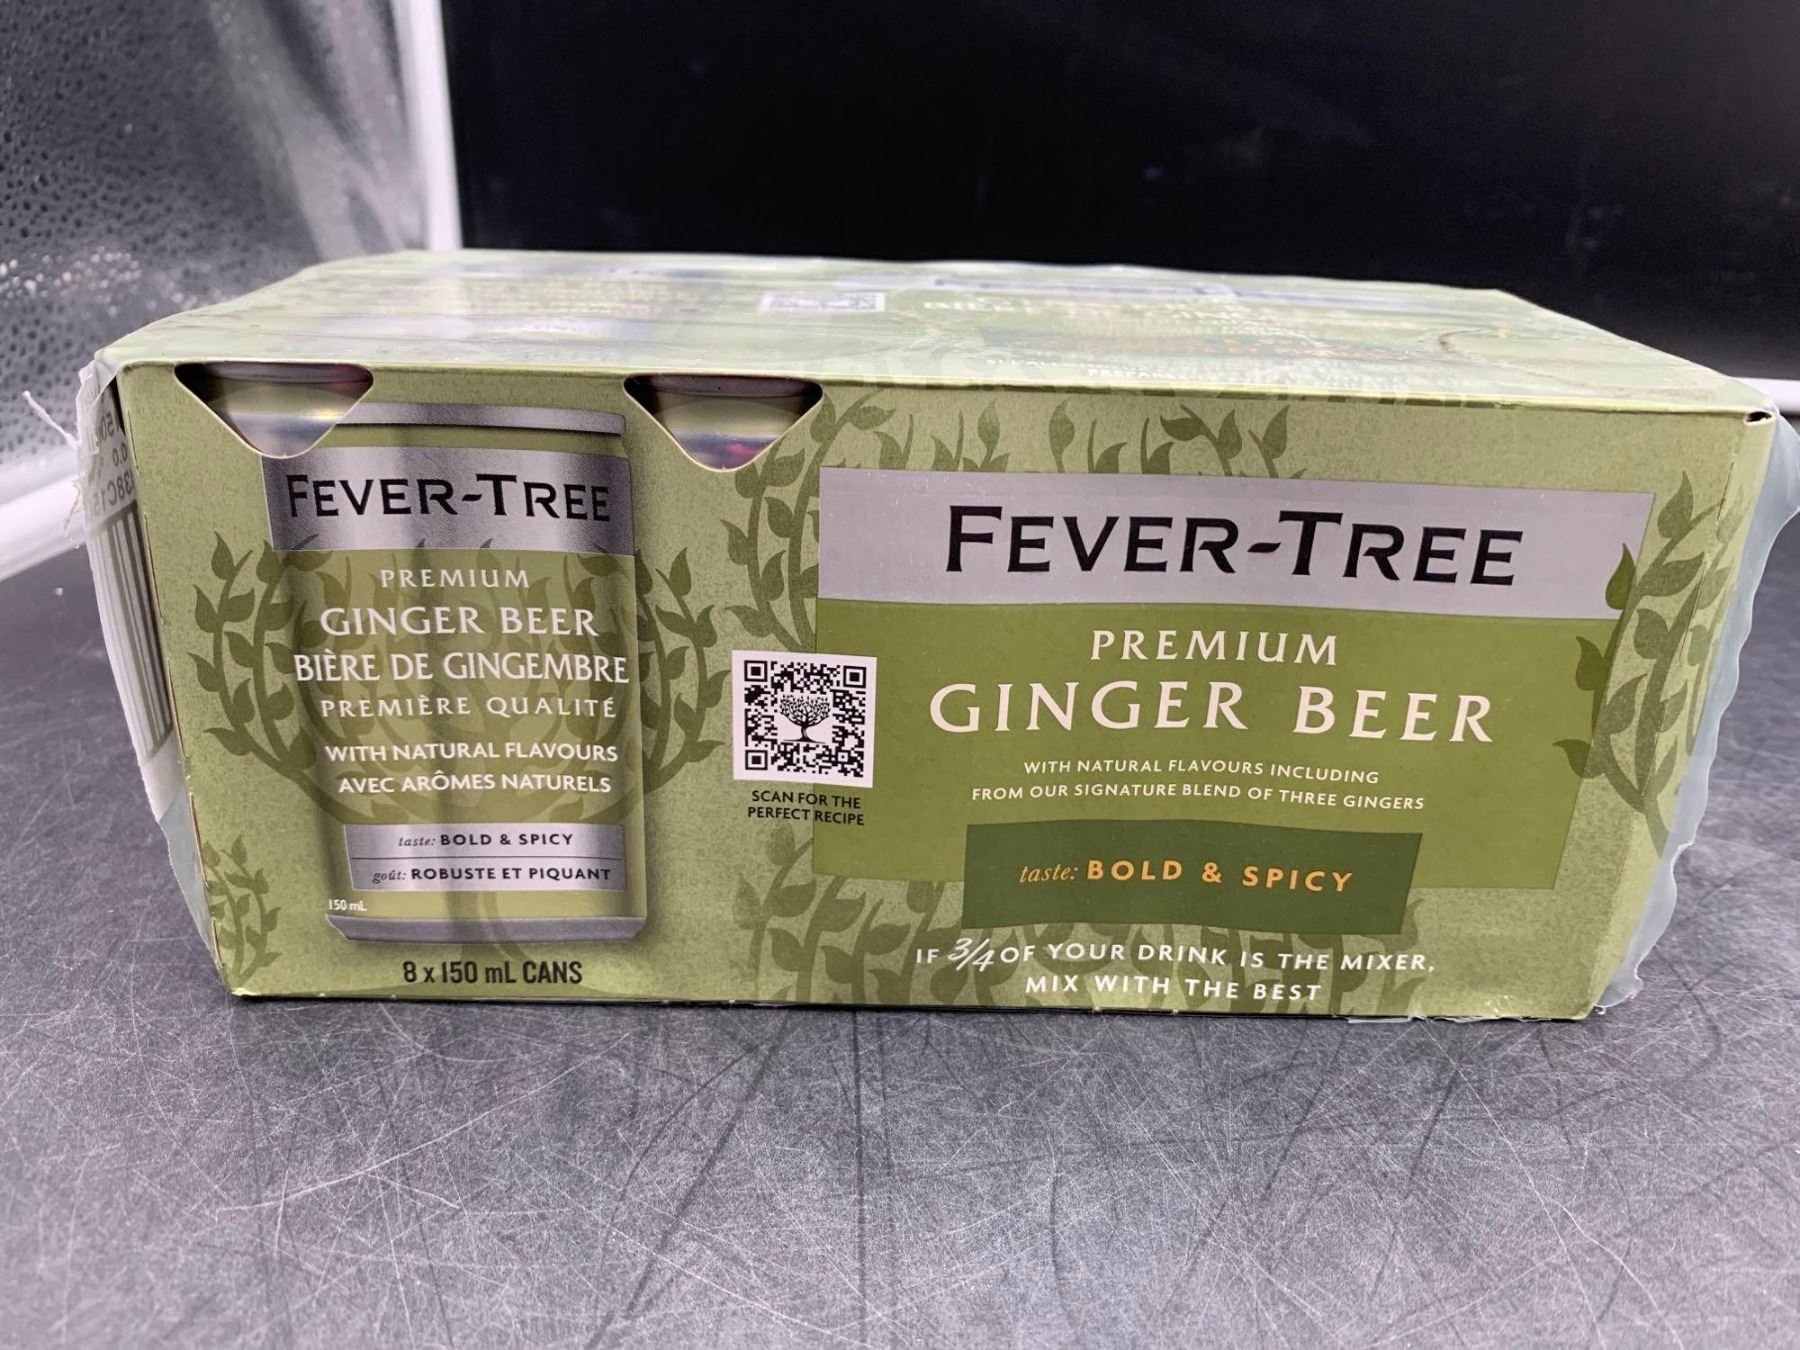 FEVER-TREE
PREMIUM
GINGER BEER
BIÈRE DE GINGEMBRE
PREMIÈRE QUALITÉ
WITH NATURAL FLAVOURS
AVEC ARÔMES NATURELS
taste: BOLD & SPICY
goût: ROBUSTE ET PIQUANT
150 mL
8 x 150 mL CANS
SCAN FOR THE
PERFECT RECIPE
FEVER-TREE
PREMIUM
GINGER BEER
WITH NATURAL FLAVOURS INCLUDING
FROM OUR SIGNATURE BLEND OF THREE GINGERS
taste: BOLD & SPICY
IF 3/4 OF YOUR DRINK IS THE MIXER,
MIX WITH THE BEST